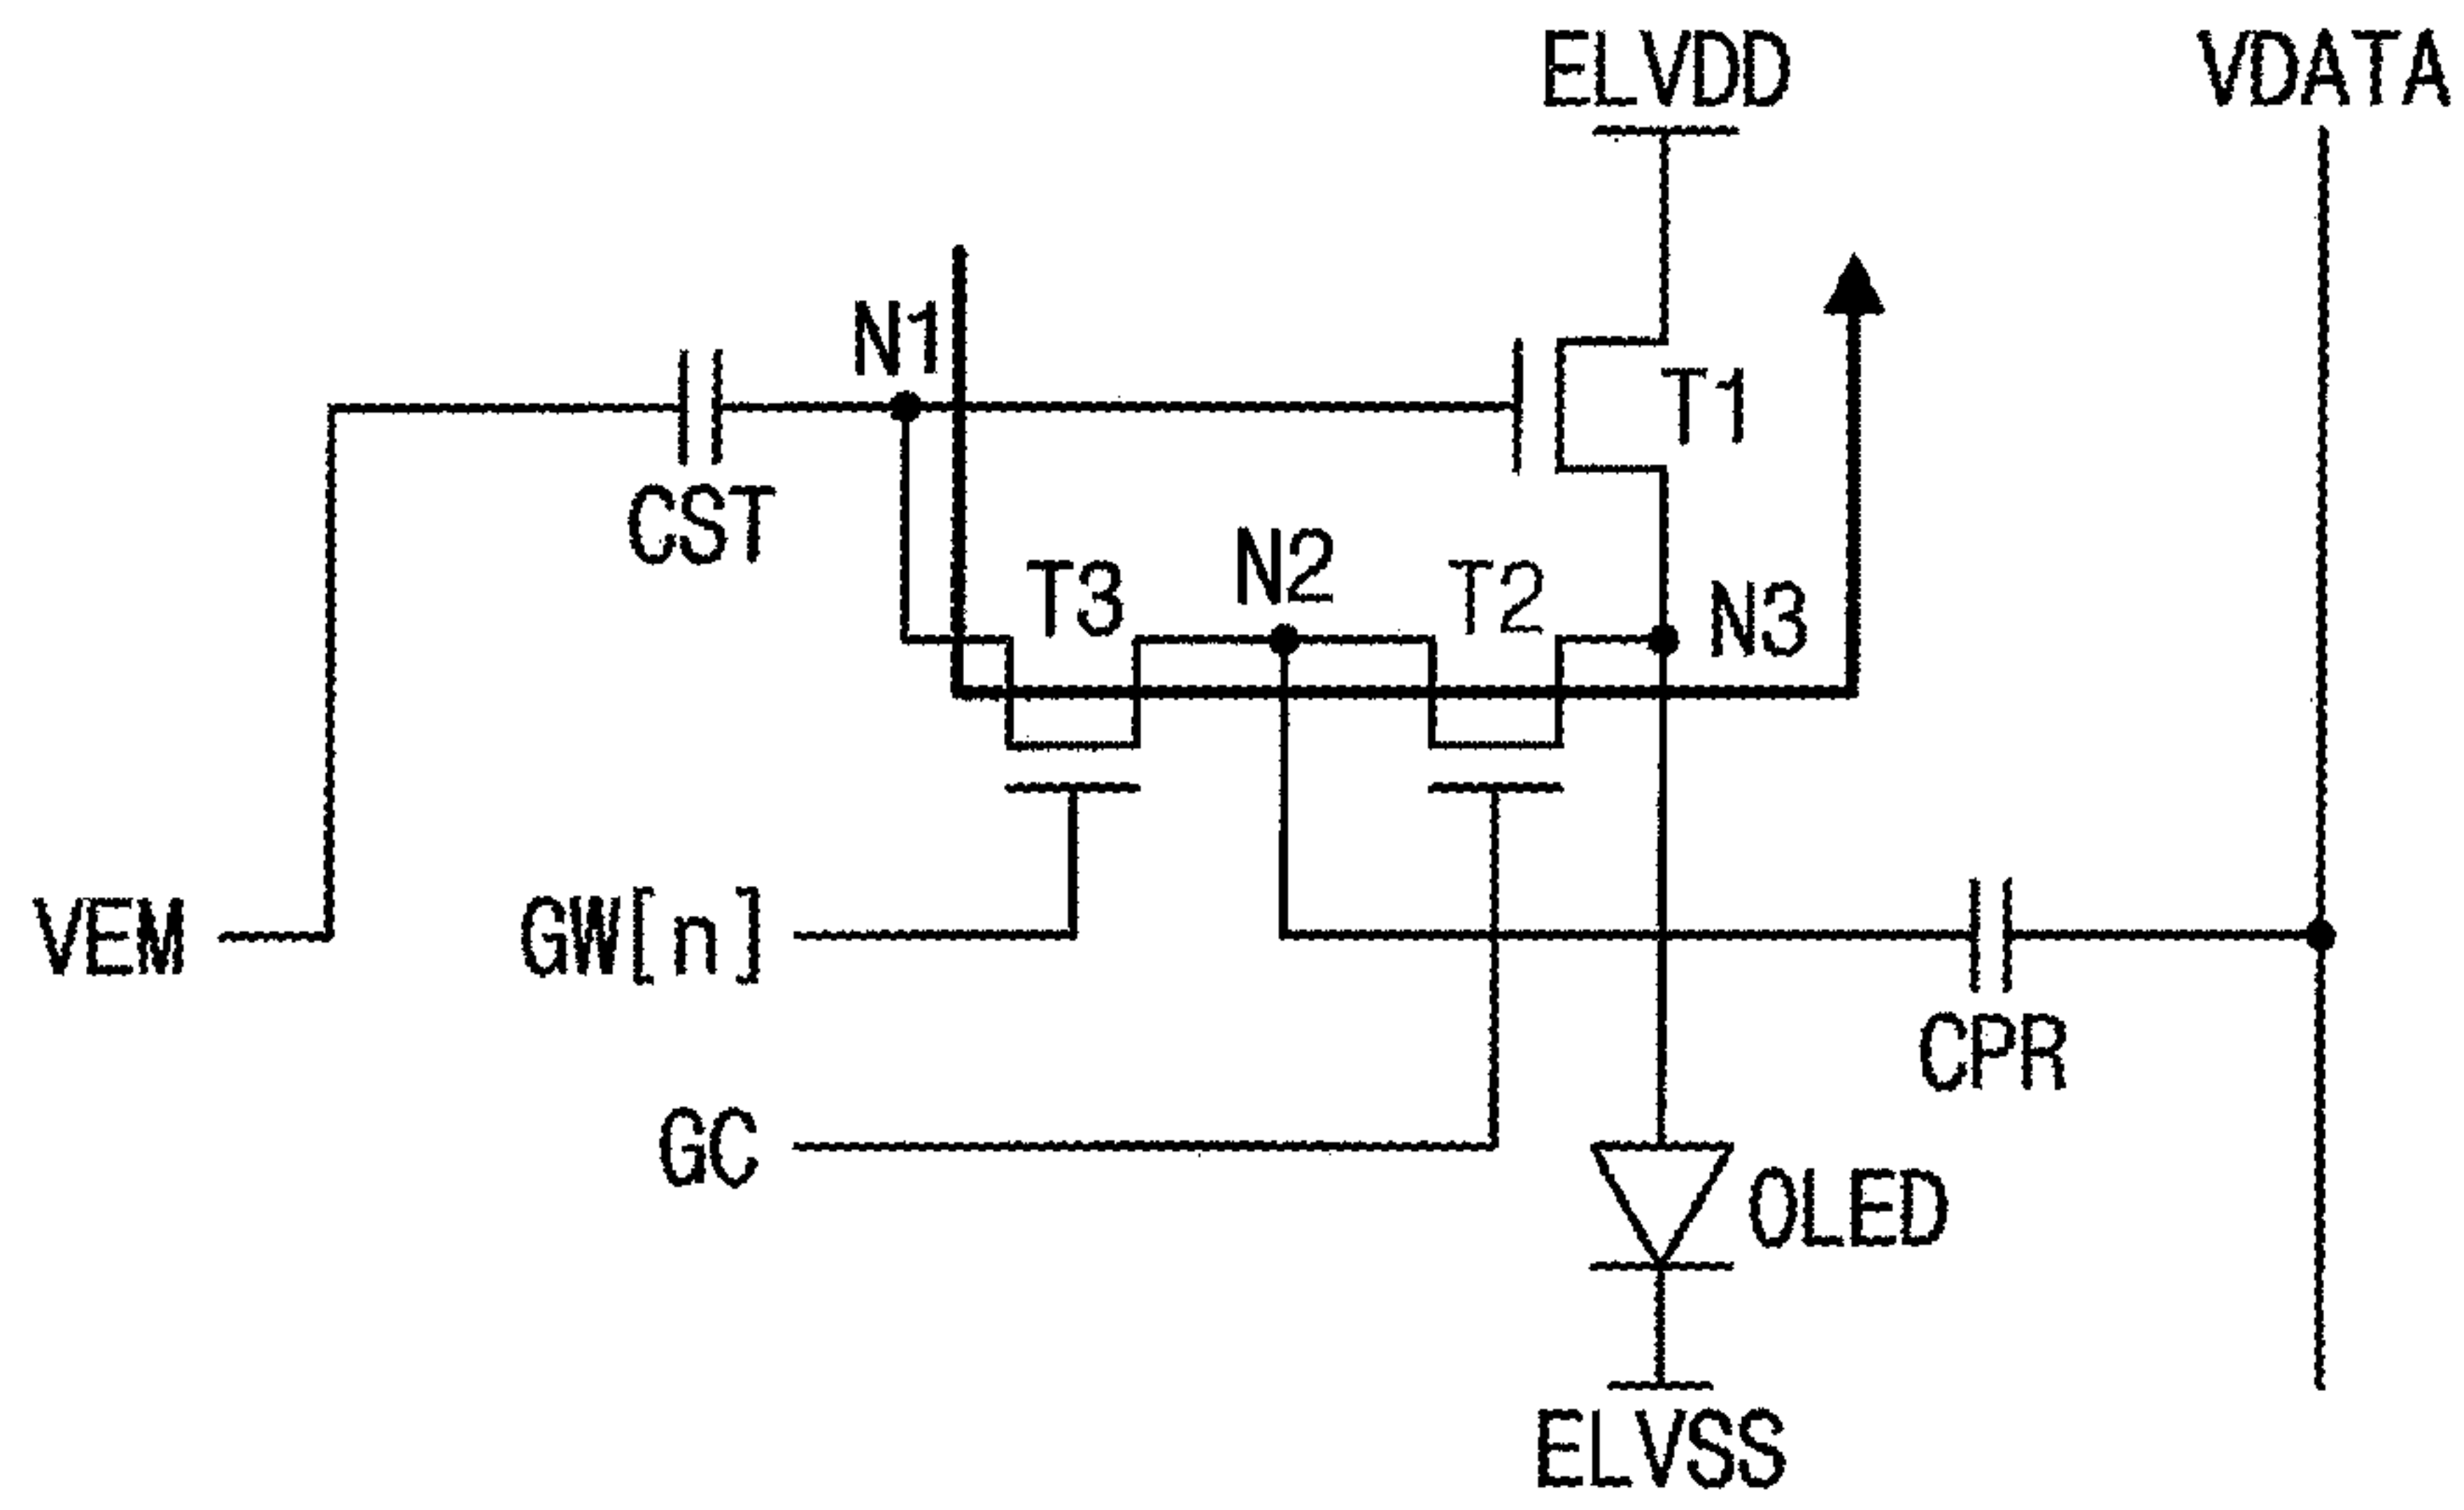 ELVDD
VDATA
N1
T1
CST
N2
T3
T2
N3
VEM
GW[n]
CPR
GC
OLED
ELVSS